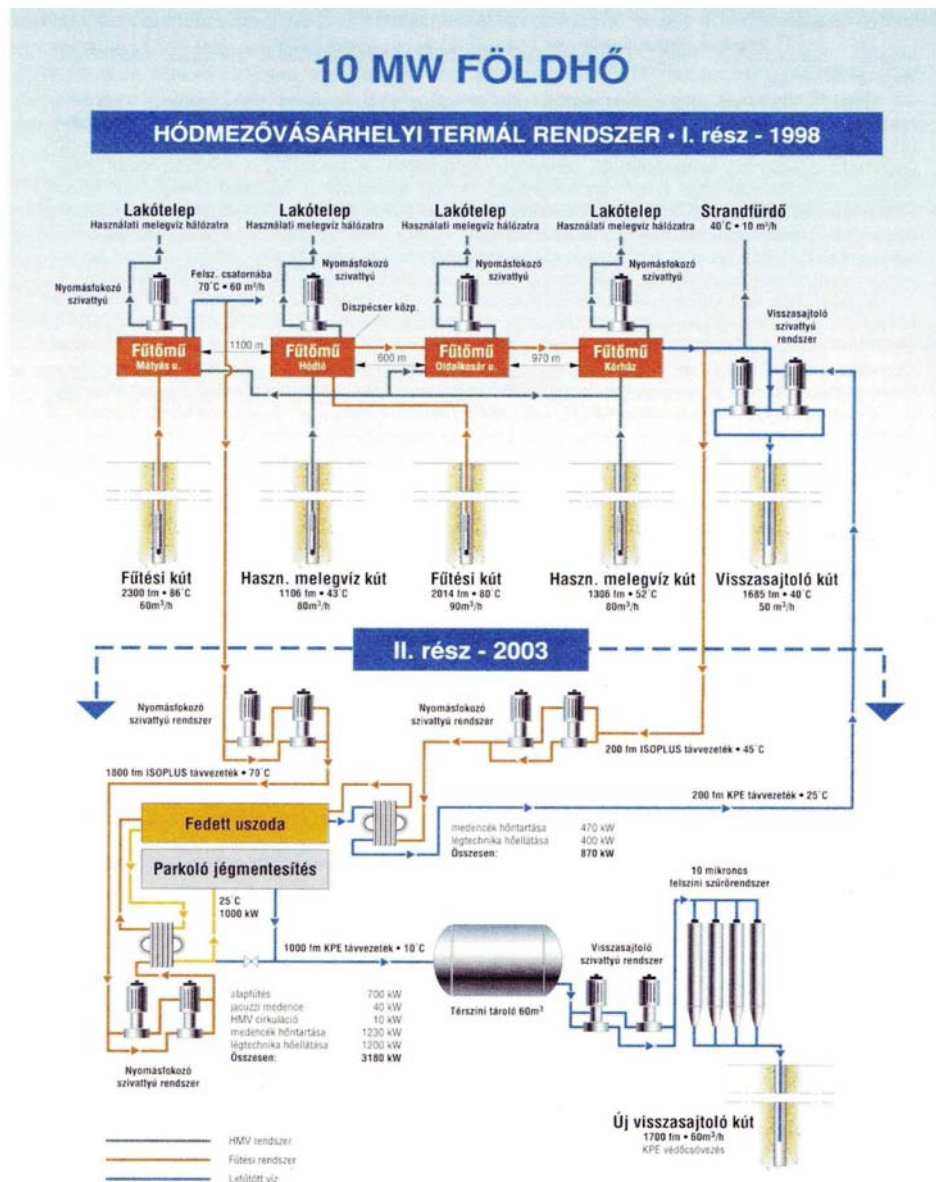 10 MW FÖLDHŐ
HÓDMEZŐVÁSÁRHELYI TERMÁL RENDSZER • I. rész - 1998
Lakótelep
Használati melegvíz hálózatra
Lakótelep
Használati melegvíz hálózatra
Lakótelep
Használati melegvíz hálózatra
Lakótelep
Használati melegvíz hálózatra
Strandfürdő
40°C • 10 m³/h
Nyomásfokozó
szivattyú
Felsz. csatornába
70°C • 60 m³/h
Nyomásfokozó
szivattyú
Diszpécser közp.
Nyomásfokozó
szivattyú
Nyomásfokozó
szivattyú
Visszasajtoló
szivattyú
rendszer
Fűtőmű
Mátyás u.
1100 m
Fűtőmű
Hódtó
600 m
Fűtőmű
Oldalkosár u.
970 m
Fűtőmű
Kórház
Fűtési kút
2300 fm • 86°C
60m³/h
Haszn. melegvíz kút
1106 fm • 43°C
80m³/h
Fűtési kút
2014 fm • 80°C
90m³/h
Haszn. melegvíz kút
1306 fm • 52°C
80m³/h
Visszasajtoló kút
1685 fm • 40°C
50 m³/h
II. rész - 2003
Nyomásfokozó
szivattyú rendszer
Nyomásfokozó
szivattyú rendszer
200 fm ISOPLUS távvezeték • 45°C
1800 fm ISOPLUS távvezeték • 70°C
200 fm KPE távvezeték • 25°C
Fedett uszoda
medencék hőntartása 470 kW
légtechnika hőellátása 400 kW
Összesen: 870 kW
Parkoló jégmentesítés
25°C
1000 kW
10 mikronos
felszíni szűrőrendszer
1000 fm KPE távvezeték • 10°C
Visszasajtoló
szivattyú rendszer
Térszíni tároló 60m³
alapfűtés 700 kW
jacuzzi medence 40 kW
HMV cirkuláció 10 kW
medencék hőntartása 1230 kW
légtechnika hőellátása 1200 kW
Összesen: 3180 kW
Nyomásfokozó
szivattyú rendszer
Új visszasajtoló kút
1700 fm • 60m³/h
KPE védőcsövezés
HMV rendszer
Fűtési rendszer
Lefűtött víz